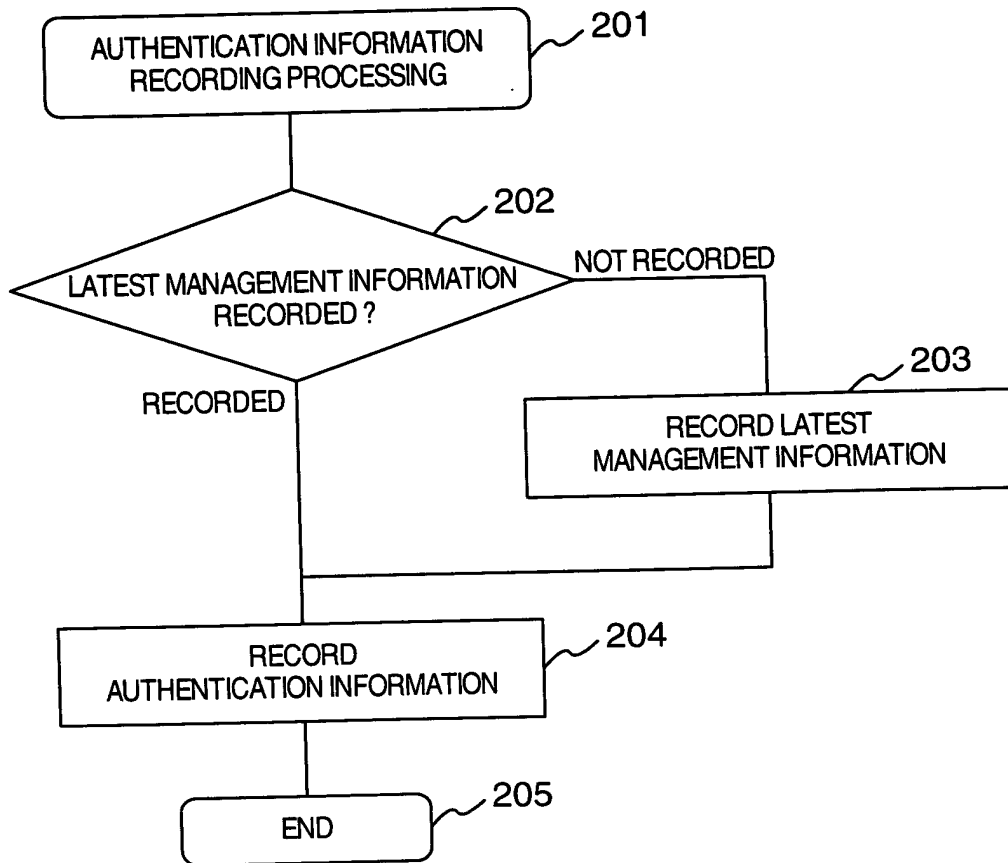 AUTHENTICATION INFORMATION
RECORDING PROCESSING
201
202
LATEST MANAGEMENT INFORMATION
RECORDED ?
NOT RECORDED
RECORDED
203
RECORD LATEST
MANAGEMENT INFORMATION
204
RECORD
AUTHENTICATION INFORMATION
205
END